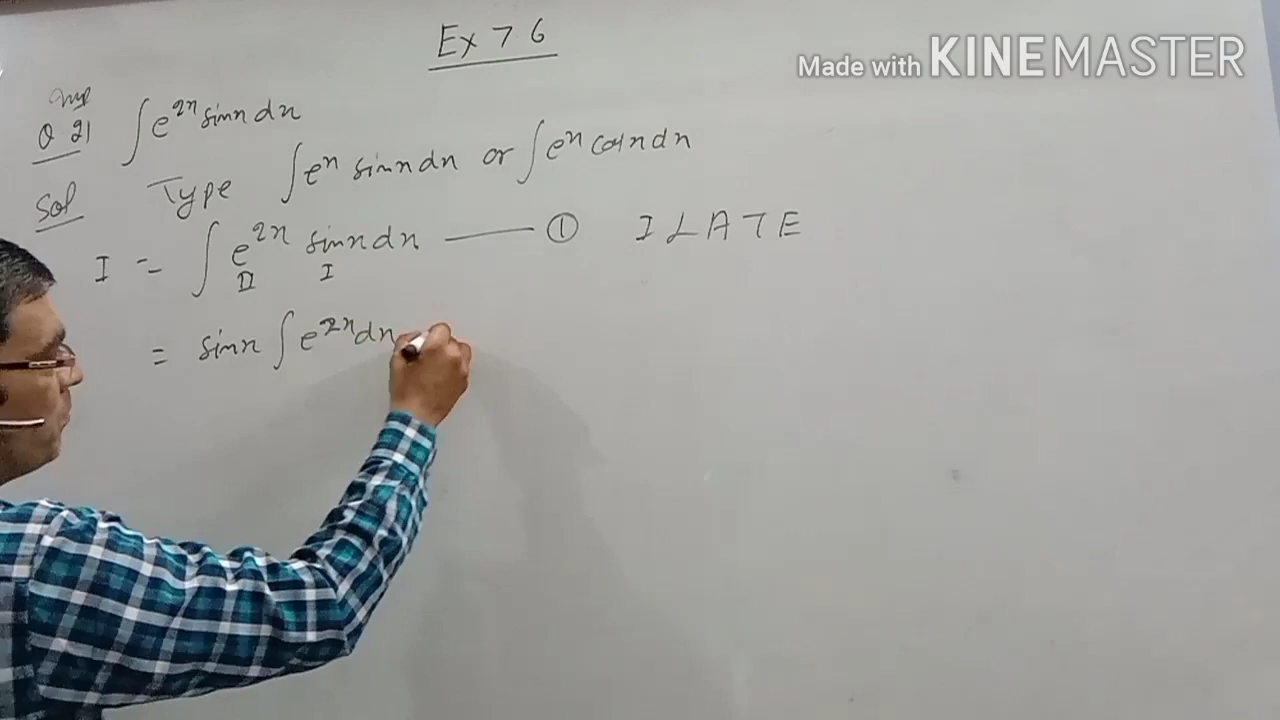 Ex 7 6
Made with KINEMASTER
Imp
Q 21 ∫e^{2x} sinx dx
Sol Type ∫e^x sinx dx or ∫e^x cosx dx
I = ∫ e^{2x} sinx dx —— ① ILATE
II I
= sinx ∫e^{2x}dx